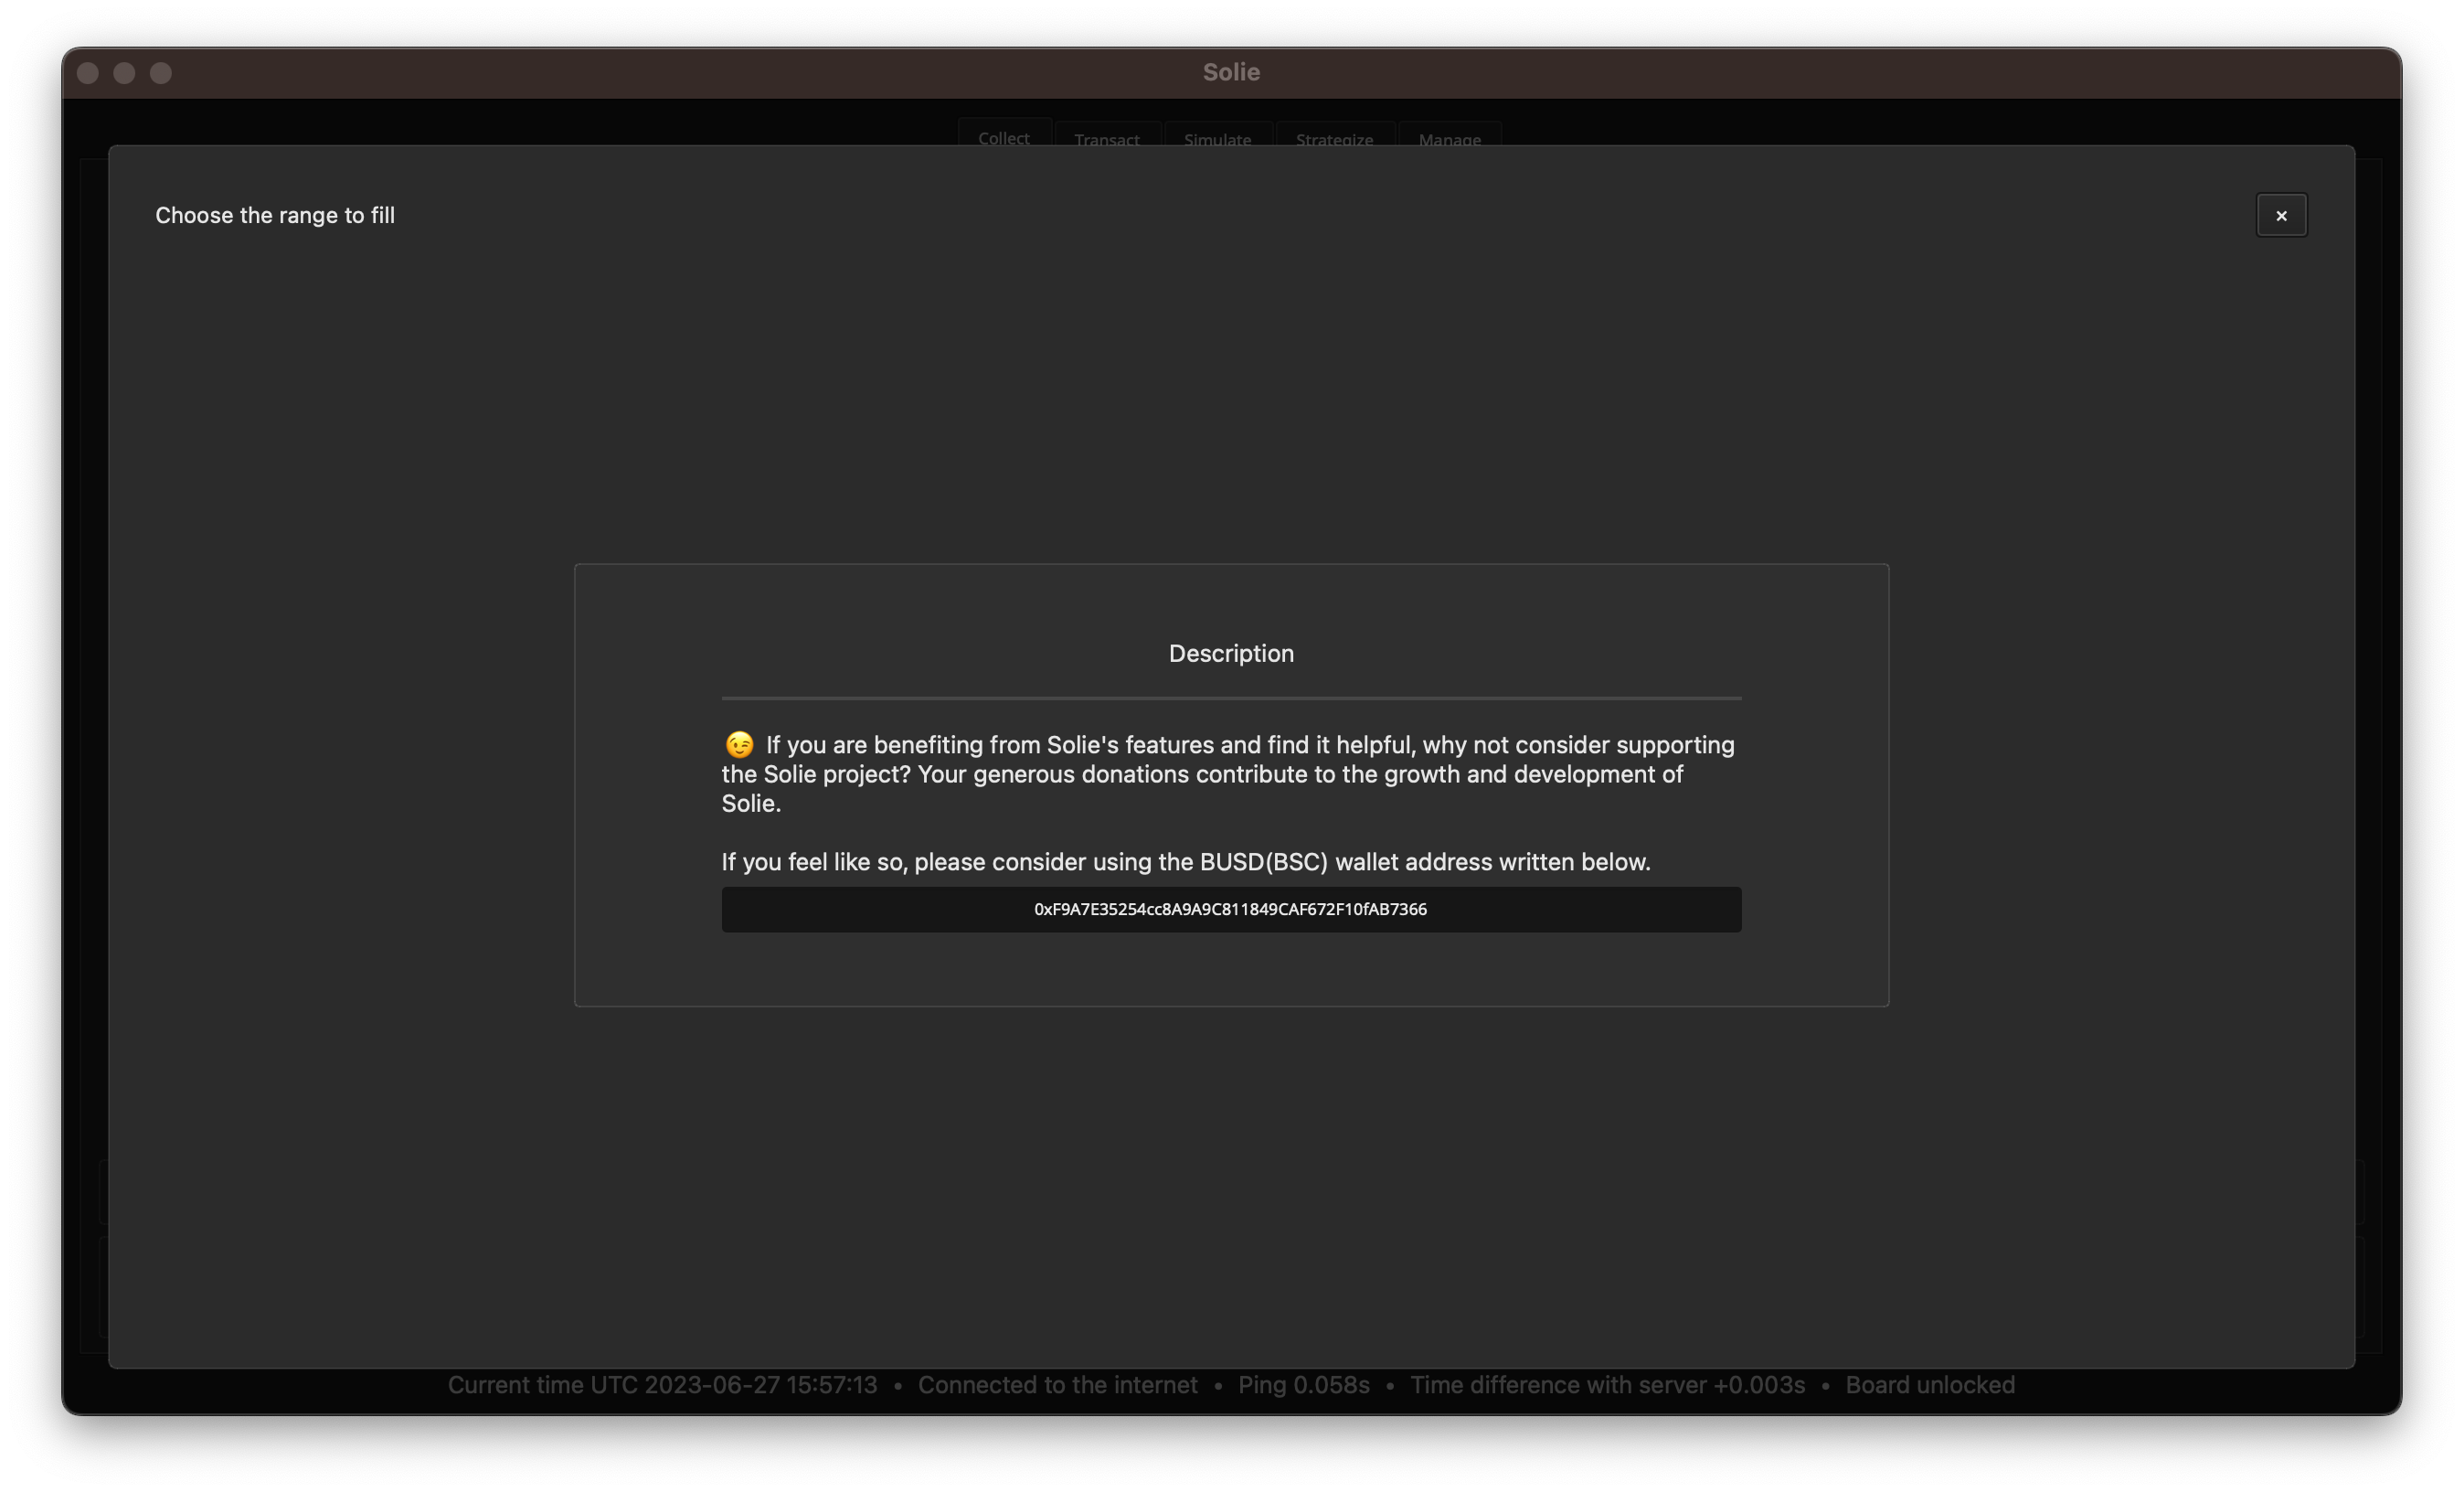 Solie
Collect Transact Simulate Strategize Manage
Choose the range to fill
×
Description
😉 If you are benefiting from Solie's features and find it helpful, why not consider supporting
the Solie project? Your generous donations contribute to the growth and development of
Solie.
If you feel like so, please consider using the BUSD(BSC) wallet address written below.
0xF9A7E35254cc8A9A9C811849CAF672F10fAB7366
Current time UTC 2023-06-27 15:57:13 • Connected to the internet • Ping 0.058s • Time difference with server +0.003s • Board unlocked